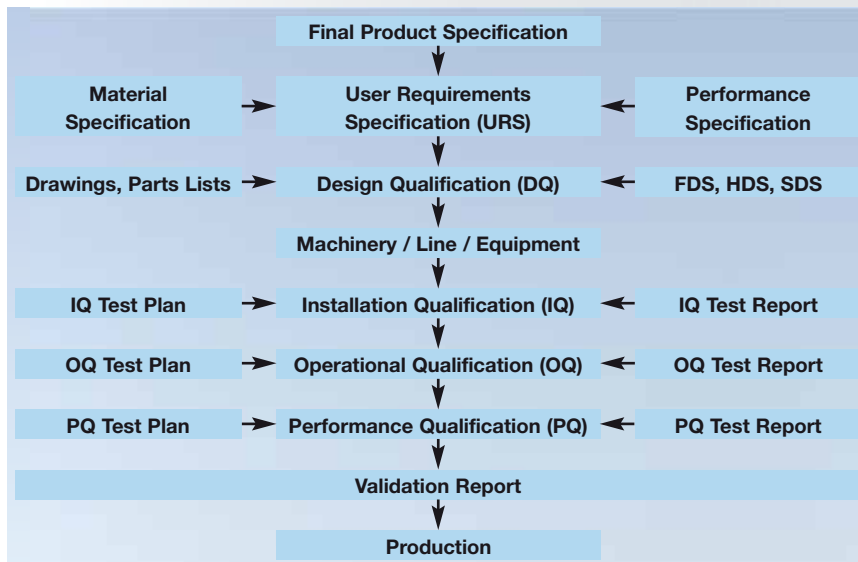 Final Product Specification
Material
Specification
User Requirements
Specification (URS)
Performance
Specification
Drawings, Parts Lists
Design Qualification (DQ)
FDS, HDS, SDS
Machinery / Line / Equipment
IQ Test Plan
Installation Qualification (IQ)
IQ Test Report
OQ Test Plan
Operational Qualification (OQ)
OQ Test Report
PQ Test Plan
Performance Qualification (PQ)
PQ Test Report
Validation Report
Production